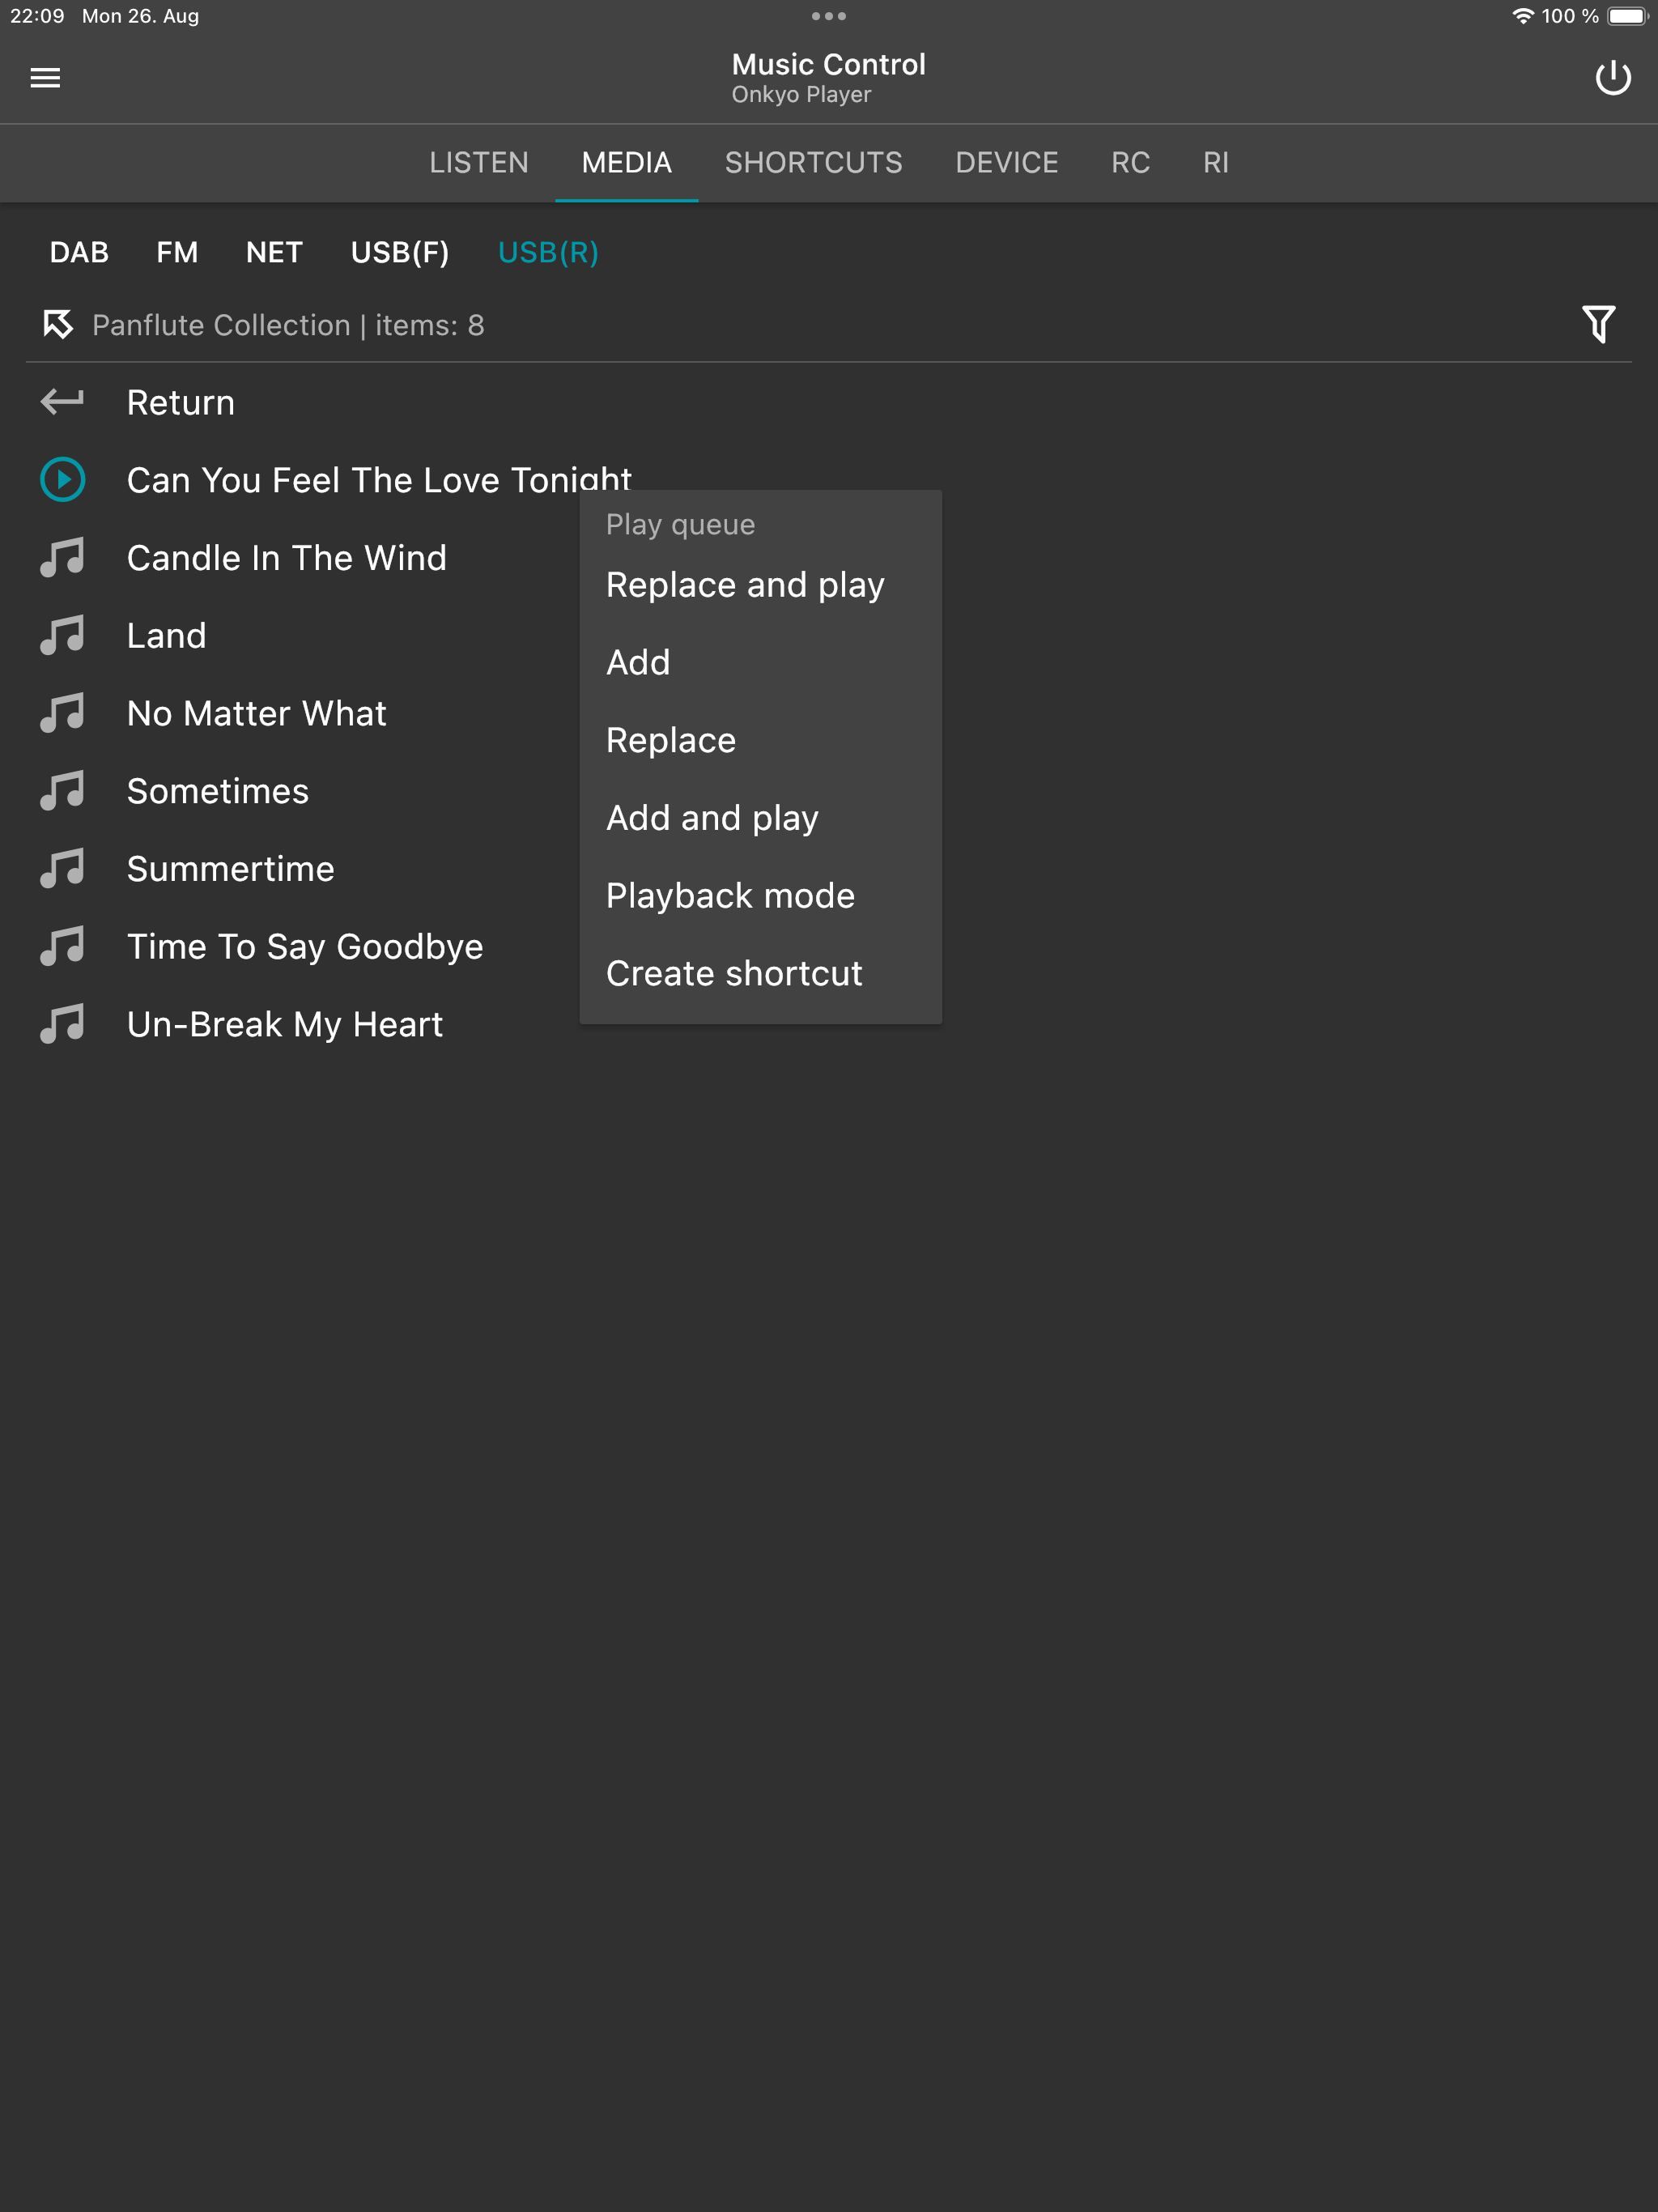 22:09 Mon 26. Aug
100 %
Music Control
Onkyo Player
LISTEN MEDIA SHORTCUTS DEVICE RC RI
DAB FM NET USB(F) USB(R)
Panflute Collection | items: 8
Return
Can You Feel The Love Tonight
Candle In The Wind
Land
No Matter What
Sometimes
Summertime
Time To Say Goodbye
Un-Break My Heart
Play queue
Replace and play
Add
Replace
Add and play
Playback mode
Create shortcut